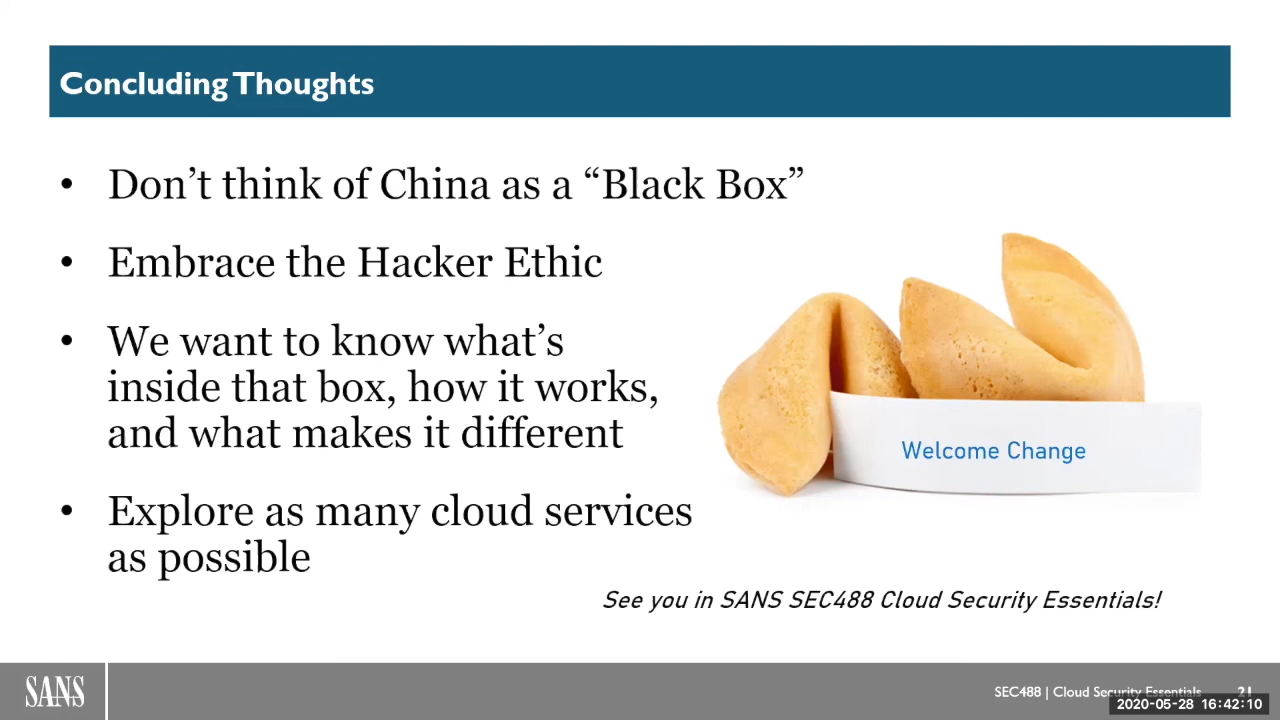 Concluding Thoughts
• Don’t think of China as a “Black Box”
• Embrace the Hacker Ethic
• We want to know what’s
inside that box, how it works,
and what makes it different
Welcome Change
• Explore as many cloud services
as possible
See you in SANS SEC488 Cloud Security Essentials!
SANS
SEC488 | Cloud Security Essentials 21
2020-05-28 16:42:10